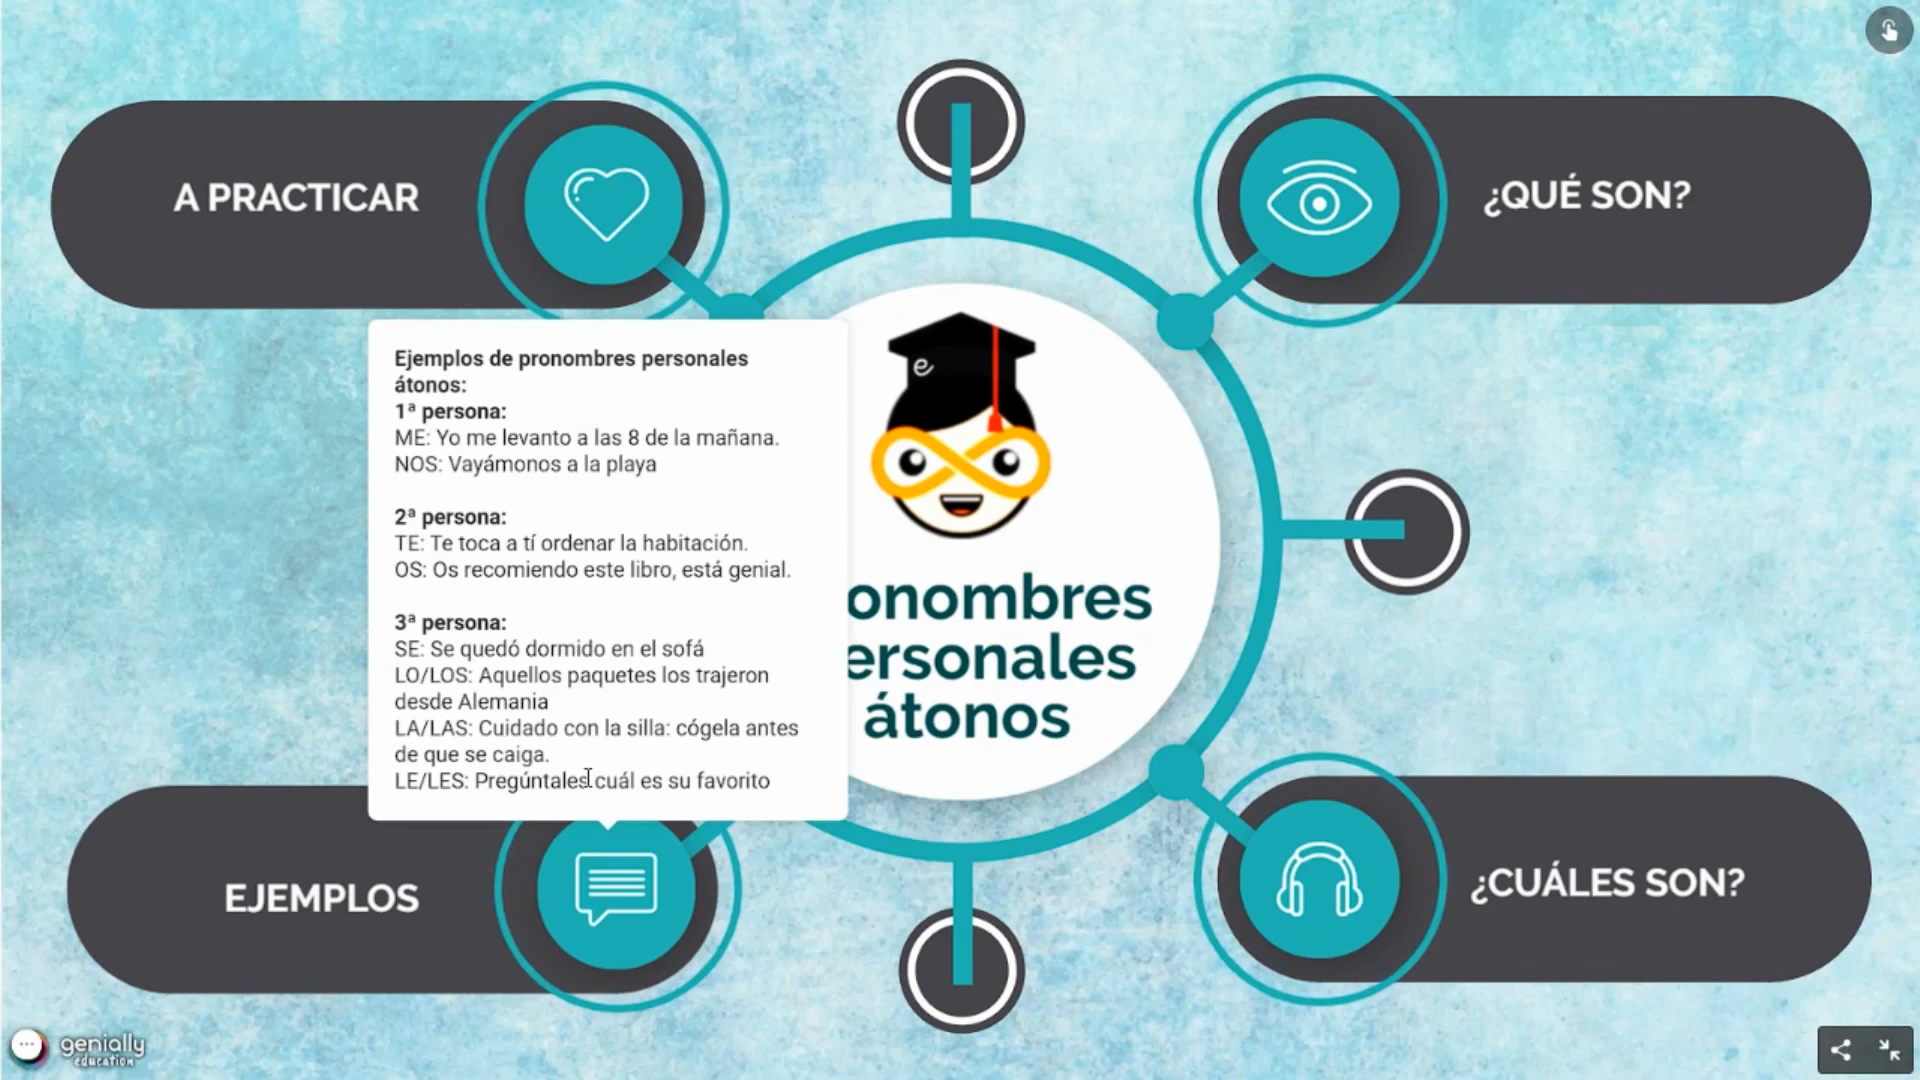 A PRACTICAR
¿QUÉ SON?
Ejemplos de pronombres personales
átonos:
1ª persona:
ME: Yo me levanto a las 8 de la mañana.
NOS: Vayámonos a la playa
2ª persona:
TE: Te toca a tí ordenar la habitación.
OS: Os recomiendo este libro, está genial.
3ª persona:
SE: Se quedó dormido en el sofá
LO/LOS: Aquellos paquetes los trajeron
desde Alemania
LA/LAS: Cuidado con la silla: cógela antes
de que se caiga.
LE/LES: Pregúntales cuál es su favorito
e
onombres
ersonales
átonos
EJEMPLOS
¿CUÁLES SON?
genially
education